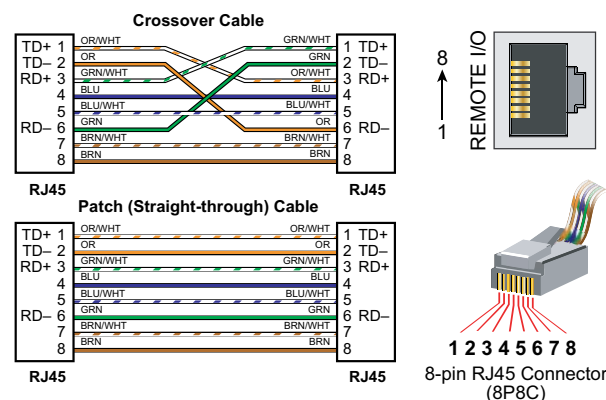 Crossover Cable
TD+ 1 OR/WHT GRN/WHT 1 TD+
TD– 2 OR GRN 2 TD–
RD+ 3 GRN/WHT OR/WHT 3 RD+
4 BLU BLU 4
5 BLU/WHT BLU/WHT 5
RD– 6 GRN OR 6 RD–
7 BRN/WHT BRN/WHT 7
8 BRN BRN 8
RJ45 RJ45
8
1
REMOTE I/O
Patch (Straight-through) Cable
TD+ 1 OR/WHT OR/WHT 1 TD+
TD– 2 OR OR 2 TD–
RD+ 3 GRN/WHT GRN/WHT 3 RD+
4 BLU BLU 4
5 BLU/WHT BLU/WHT 5
RD– 6 GRN GRN 6 RD–
7 BRN/WHT BRN/WHT 7
8 BRN BRN 8
RJ45 RJ45
1 2 3 4 5 6 7 8
8-pin RJ45 Connector
(8P8C)